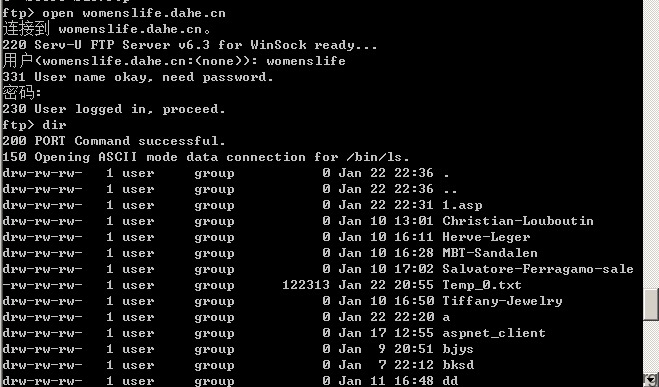 ftp> open womenslife.dahe.cn
连接到 womenslife.dahe.cn。
220 Serv-U FTP Server v6.3 for WinSock ready...
用户(womenslife.dahe.cn:(none)): womenslife
331 User name okay, need password.
密码:
230 User logged in, proceed.
ftp> dir
200 PORT Command successful.
150 Opening ASCII mode data connection for /bin/ls.
drw-rw-rw-   1 user     group           0 Jan 22 22:36 .
drw-rw-rw-   1 user     group           0 Jan 22 22:36 ..
drw-rw-rw-   1 user     group           0 Jan 22 22:31 1.asp
drw-rw-rw-   1 user     group           0 Jan 10 13:01 Christian-Louboutin
drw-rw-rw-   1 user     group           0 Jan 10 16:11 Herve-Leger
drw-rw-rw-   1 user     group           0 Jan 10 16:28 MBT-Sandalen
drw-rw-rw-   1 user     group           0 Jan 10 17:02 Salvatore-Ferragamo-sale
-rw-rw-rw-   1 user     group      122313 Jan 22 20:55 Temp_0.txt
drw-rw-rw-   1 user     group           0 Jan 10 16:50 Tiffany-Jewelry
drw-rw-rw-   1 user     group           0 Jan 22 22:20 a
drw-rw-rw-   1 user     group           0 Jan 17 12:55 aspnet_client
drw-rw-rw-   1 user     group           0 Jan  9 20:51 bjys
drw-rw-rw-   1 user     group           0 Jan  7 22:12 bksd
drw-rw-rw-   1 user     group           0 Jan 11 16:48 dd